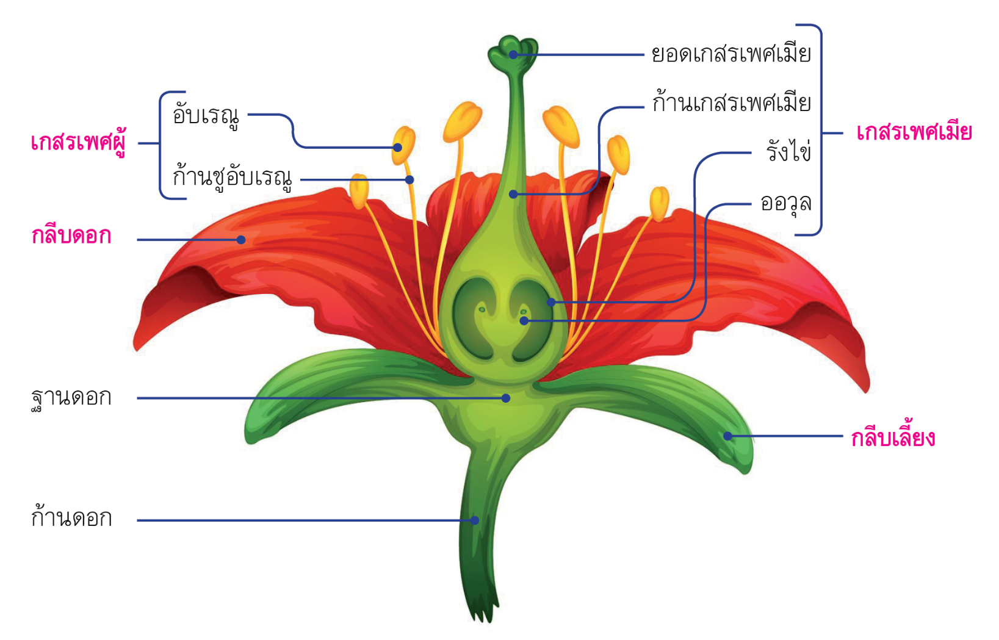 ยอดเกสรเพศเมีย
ก้านเกสรเพศเมีย
อับเรณู
เกสรเพศเมีย
เกสรเพศผู้
รังไข่
ก้านชูอับเรณู
ออวุล
กลีบดอก
ฐานดอก
กลีบเลี้ยง
ก้านดอก